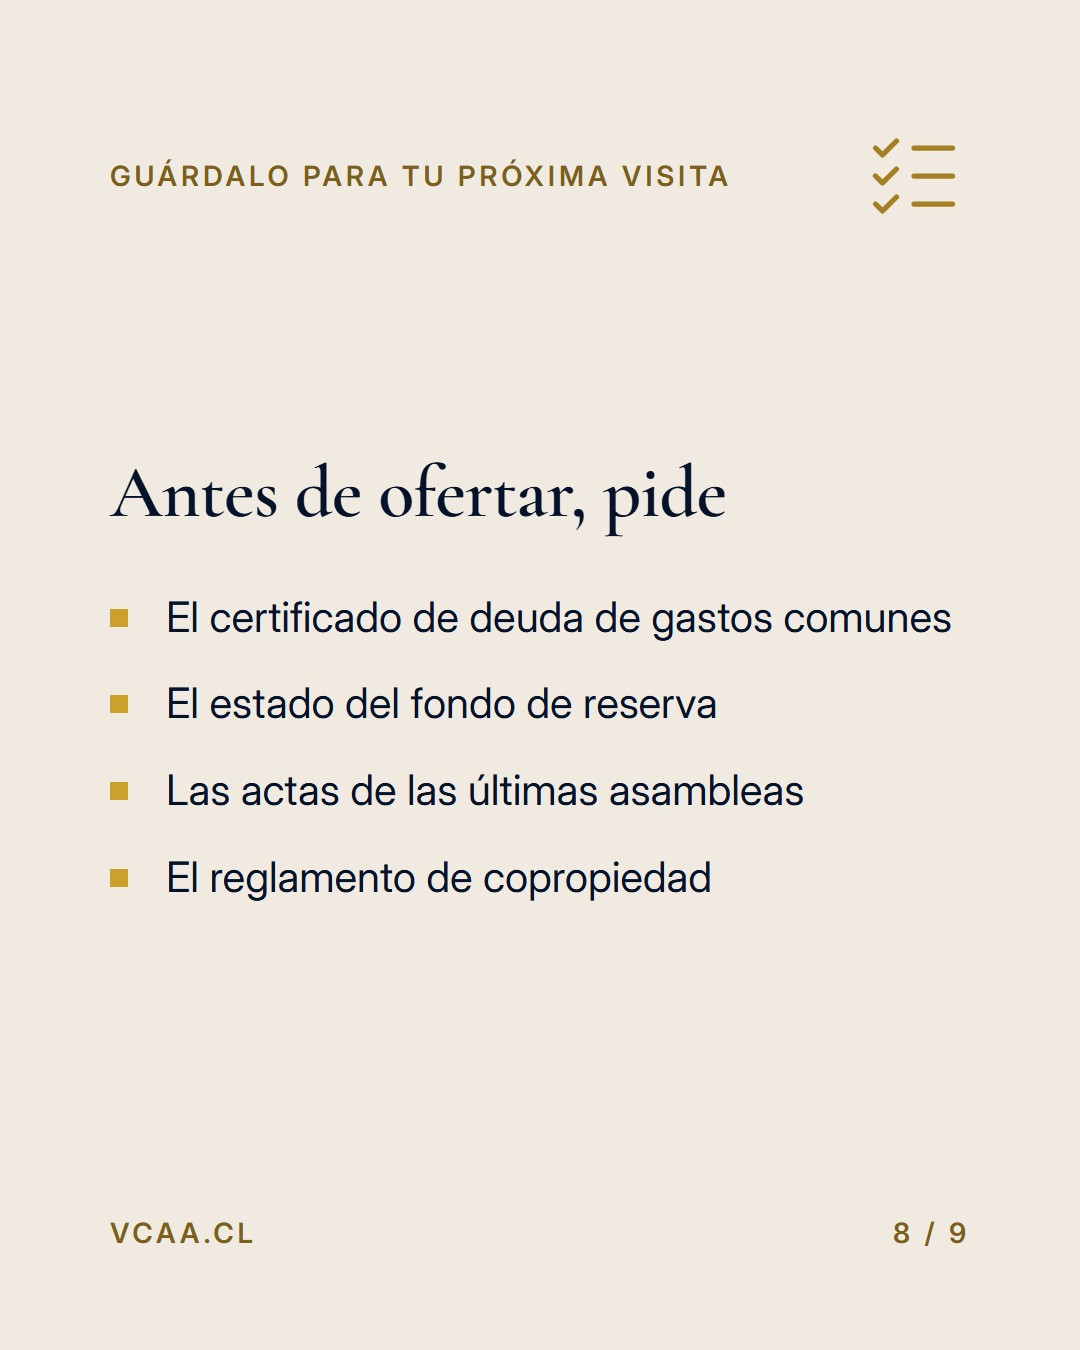 GUÁRDALO PARA TU PRÓXIMA VISITA
Antes de ofertar, pide
El certificado de deuda de gastos comunes
El estado del fondo de reserva
Las actas de las últimas asambleas
El reglamento de copropiedad
VCAA.CL
8 / 9